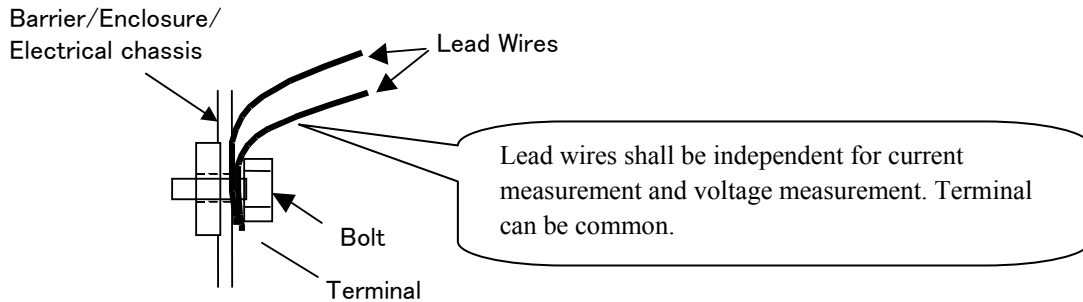 Barrier/Enclosure/
Electrical chassis
Lead Wires
Lead wires shall be independent for current
measurement and voltage measurement. Terminal
can be common.
Bolt
Terminal